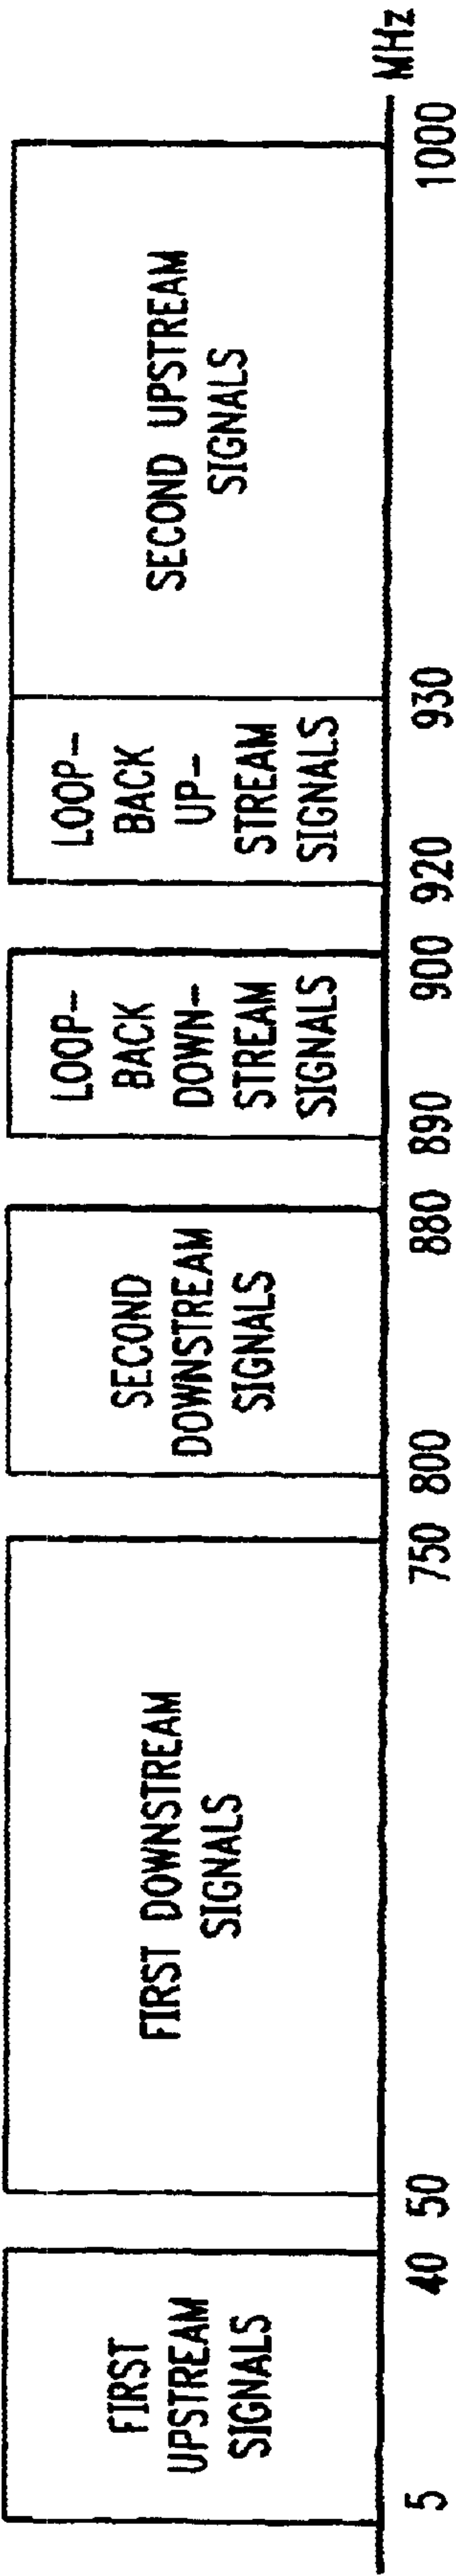 FIRST
UPSTREAM
SIGNALS
FIRST DOWNSTREAM
SIGNALS
SECOND
DOWNSTREAM
SIGNALS
LOOP-
BACK
DOWN-
STREAM
SIGNALS
LOOP-
BACK
UP-
STREAM
SIGNALS
SECOND UPSTREAM
SIGNALS
5 40 50 750 800 880 890 900 920 930 1000 MHz